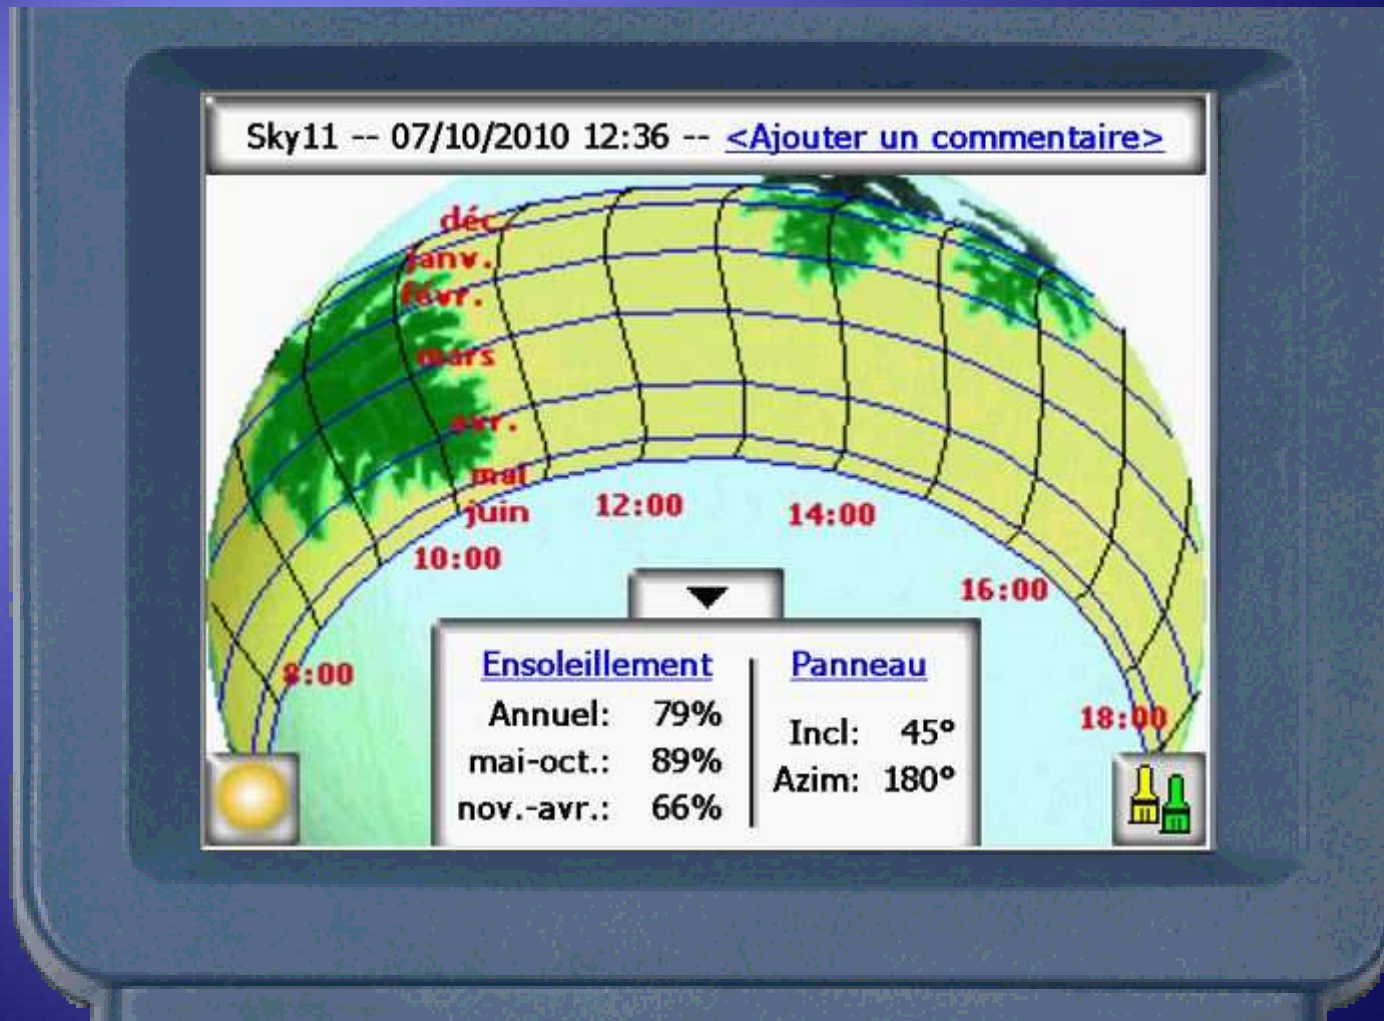 Sky11 -- 07/10/2010 12:36 -- <Ajouter un commentaire>
déc.
janv.
févr.
mars
avr.
mai
juin
12:00
14:00
10:00
16:00
8:00
18:00
Ensoleillement
Annuel: 79%
mai-oct.: 89%
nov.-avr.: 66%
Panneau
Incl: 45°
Azim: 180°